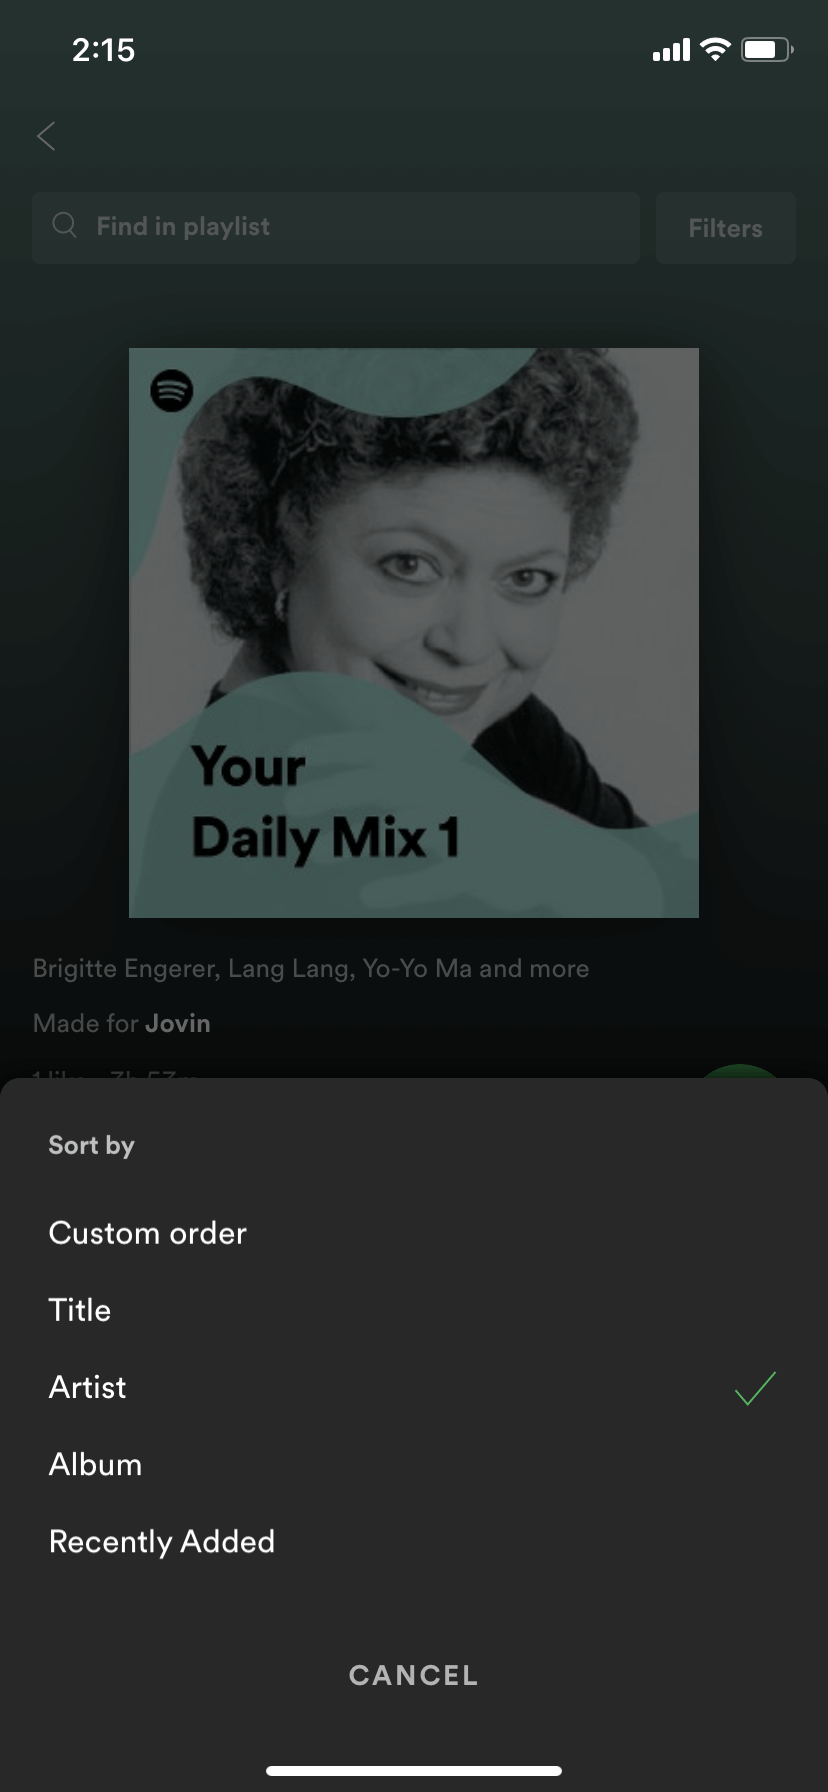 2:15
Find in playlist
Filters
Your
Daily Mix 1
Brigitte Engerer, Lang Lang, Yo-Yo Ma and more
Made for Jovin
Sort by
Custom order
Title
Artist
Album
Recently Added
CANCEL